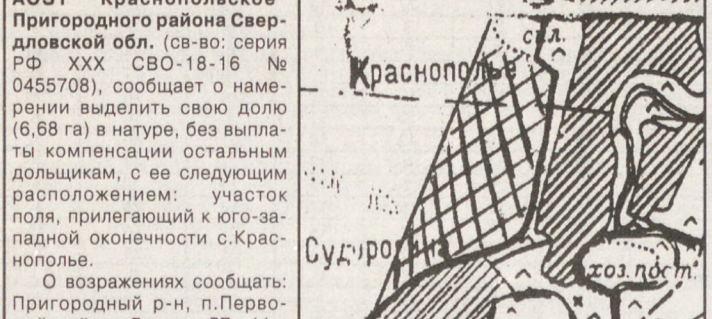 АОЗТ "Краснопольское"
Пригородного района Свер-
дловской обл. (св-во: серия
РФ XXX СВО-18-16 №
0455708), сообщает о наме-
рении выделить свою долю
(6,68 га) в натуре, без выпла-
ты компенсации остальным
дольщикам, с ее следующим
расположением: участок
поля, прилегающий к юго-за-
падной оконечности с.Крас-
нополье.
О возражениях сообщать:
Пригородный р-н, п.Перво-
сил.
Краснополье
хоз.пост.